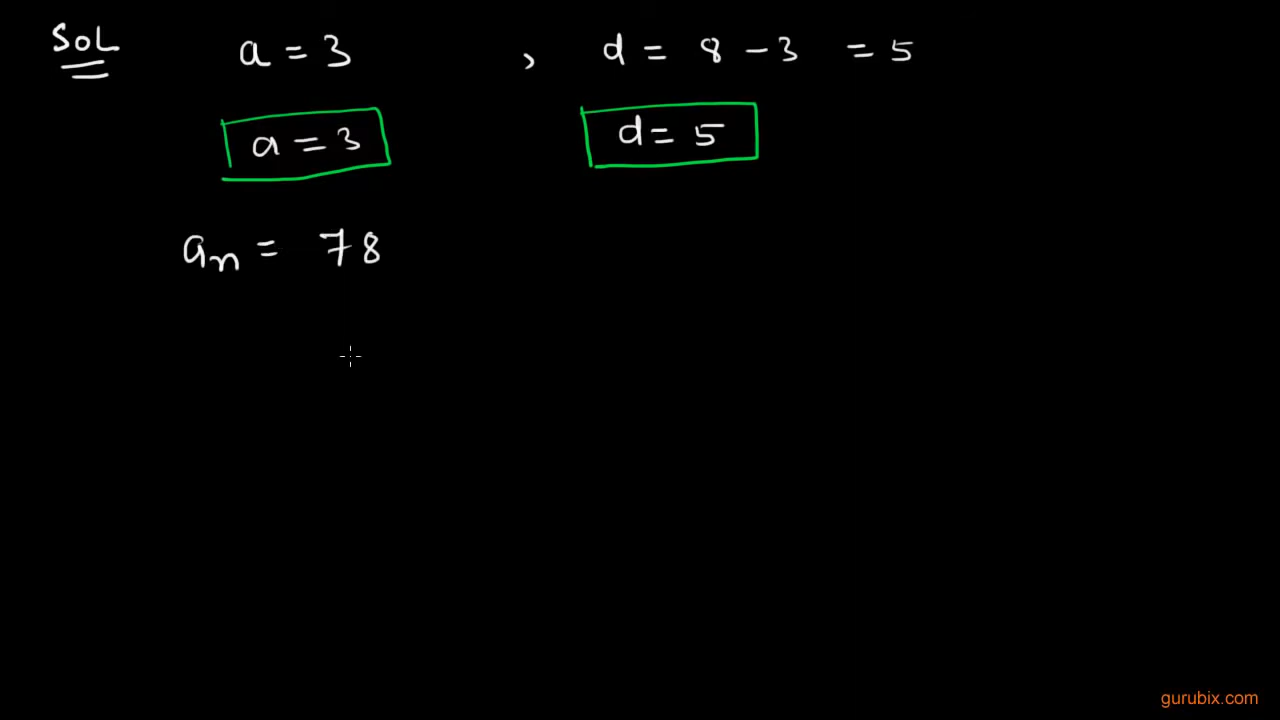 SoL a = 3 , d = 8 - 3 = 5
a = 3 d = 5
aₙ = 78
gurubix.com